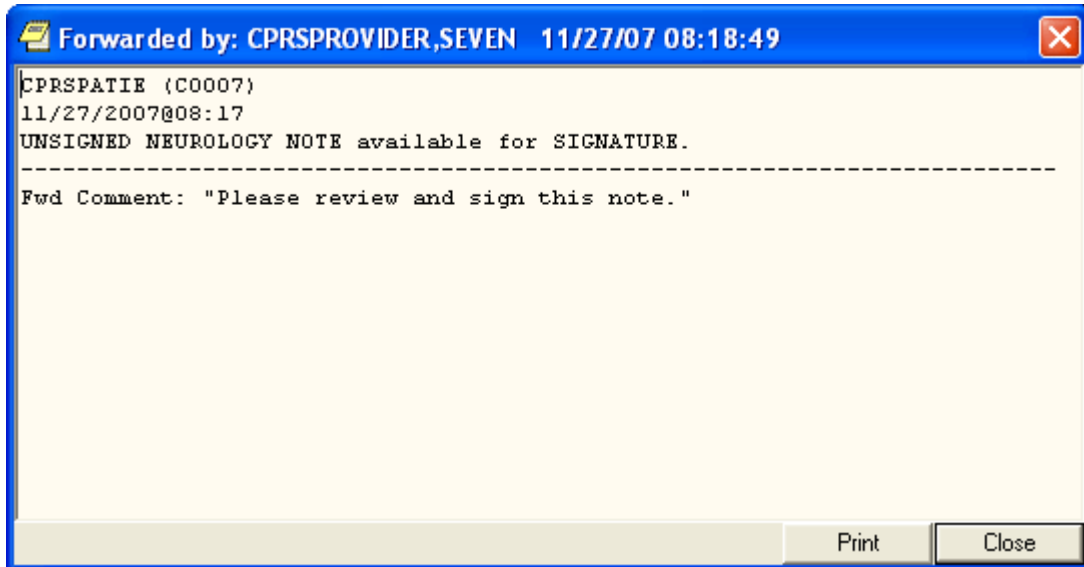 Forwarded by: CPRSPROVIDER,SEVEN 11/27/07 08:18:49
CPRSPATIE (C0007)
11/27/2007@08:17
UNSIGNED NEUROLOGY NOTE available for SIGNATURE.
--------------------------------------------------------------------------
Fwd Comment: "Please review and sign this note."
Print Close